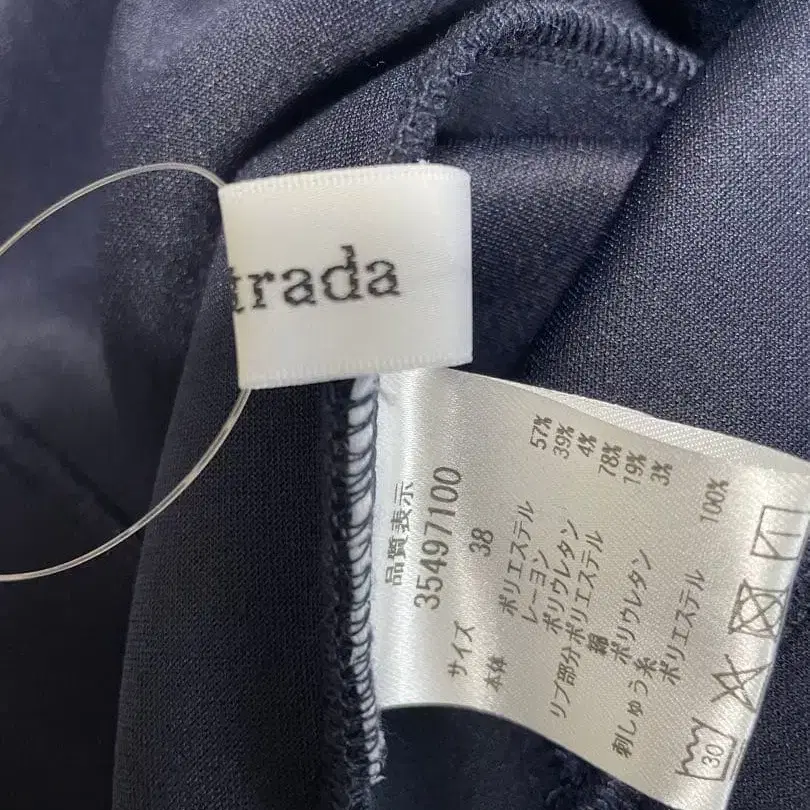 trada
品質表示
35497100
サイズ 38
本体 ポリエステル 57%
レーヨン 39%
ポリウレタン 4%
リブ部分ポリエステル 78%
綿 19%
ポリウレタン 3%
刺しゅう糸
ポリエステル 100%
30